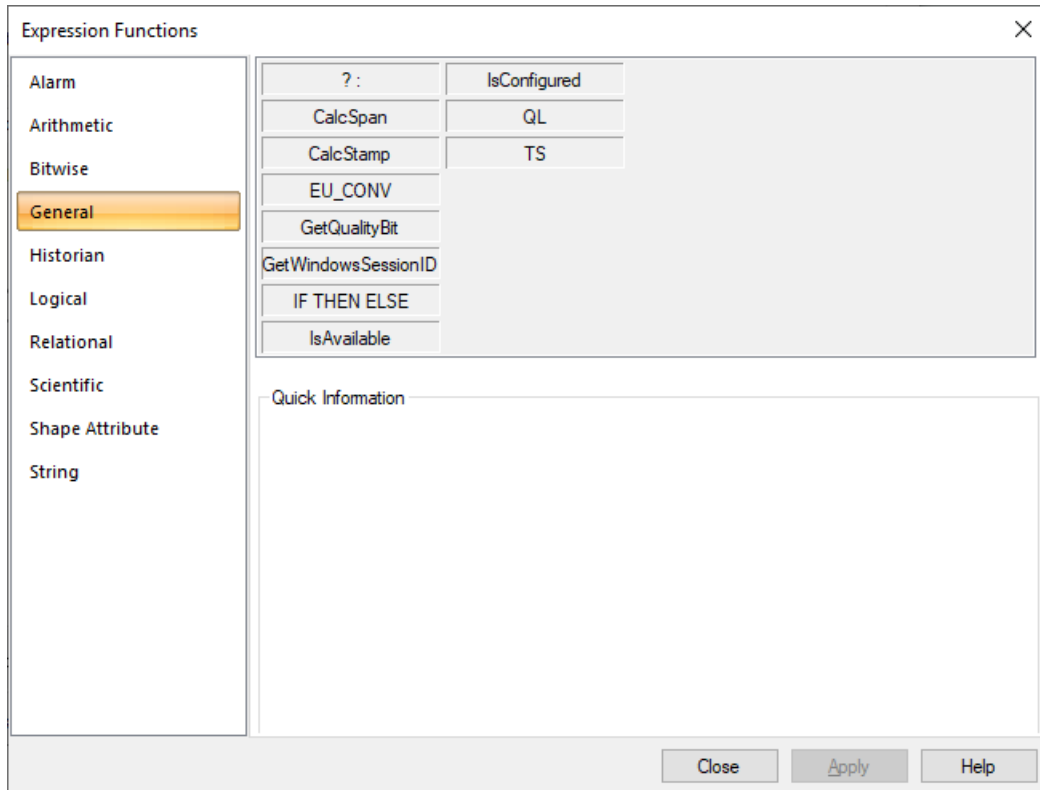 Expression Functions
Alarm
Arithmetic
Bitwise
General
Historian
Logical
Relational
Scientific
Shape Attribute
String
? : IsConfigured
CalcSpan QL
CalcStamp TS
EU_CONV
GetQualityBit
GetWindowsSessionID
IF THEN ELSE
IsAvailable
Quick Information
Close Apply Help